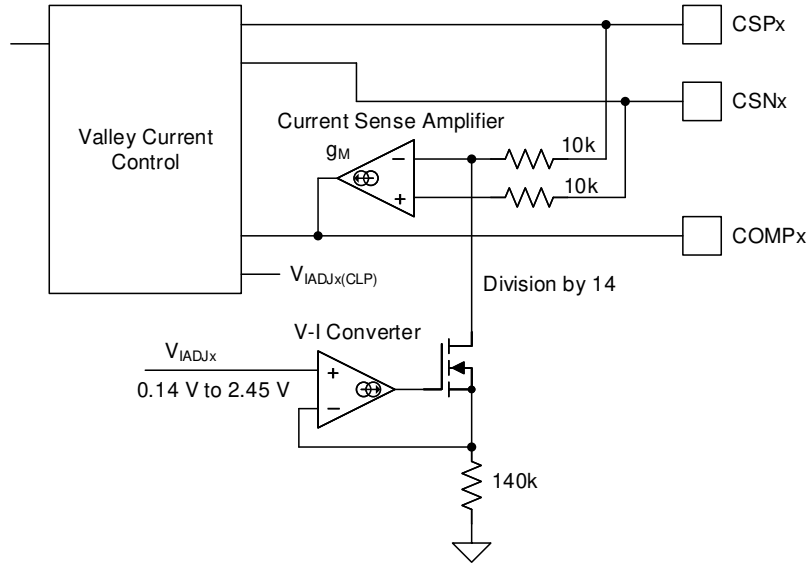 CSPx
CSNx
Valley Current
Control
Current Sense Amplifier
gM
−
+
10k
10k
COMPx
VIADJx(CLP)
Division by 14
V-I Converter
VIADJx
0.14 V to 2.45 V
+
−
140k